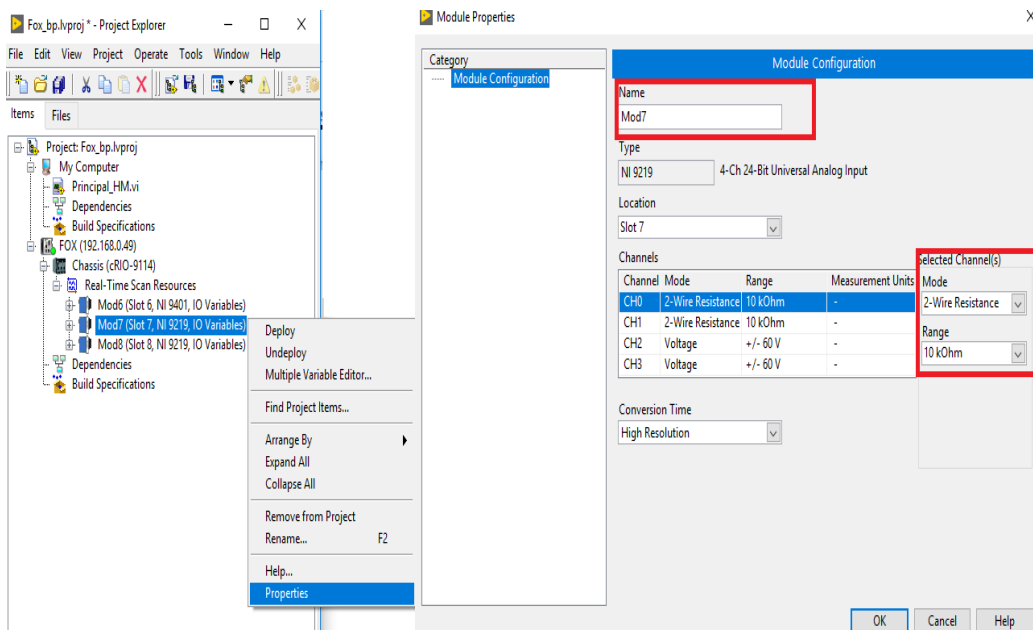 Fox_bp.lvproj * - Project Explorer
File Edit View Project Operate Tools Window Help
Items Files
Project: Fox_bp.lvproj
My Computer
Principal_HM.vi
Dependencies
Build Specifications
FOX (192.168.0.49)
Chassis (cRIO-9114)
Real-Time Scan Resources
Mod6 (Slot 6, NI 9401, IO Variables)
Mod7 (Slot 7, NI 9219, IO Variables)
Mod8 (Slot 8, NI 9219, IO Variables)
Dependencies
Build Specifications
Deploy
Undeploy
Multiple Variable Editor...
Find Project Items...
Arrange By
Expand All
Collapse All
Remove from Project
Rename... F2
Help...
Properties
Module Properties
Category
Module Configuration
Module Configuration
Name
Mod7
Type
NI 9219 4-Ch 24-Bit Universal Analog Input
Location
Slot 7
Channels
Channel Mode Range Measurement Units
CH0 2-Wire Resistance 10 kOhm -
CH1 2-Wire Resistance 10 kOhm -
CH2 Voltage +/- 60 V -
CH3 Voltage +/- 60 V -
Selected Channel(s)
Mode
2-Wire Resistance
Range
10 kOhm
Conversion Time
High Resolution
OK Cancel Help